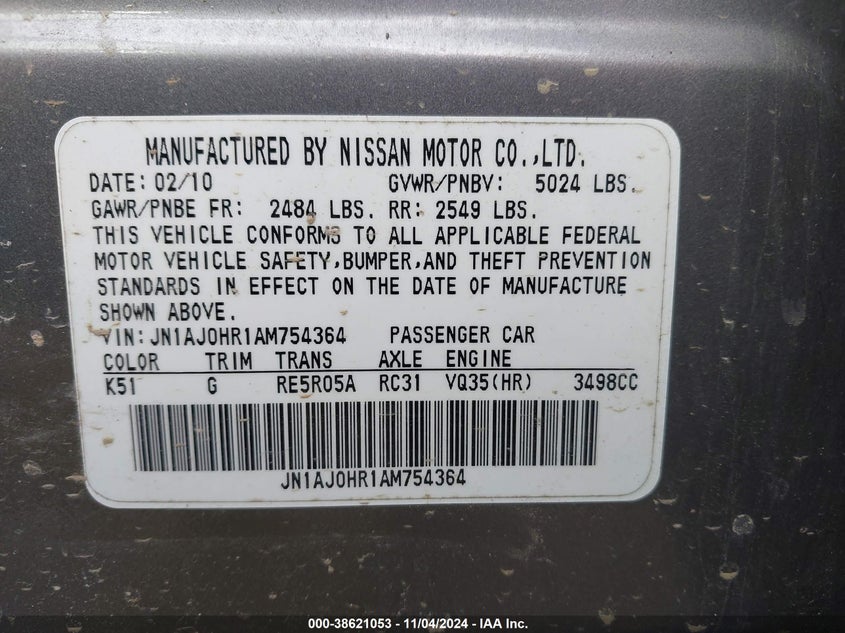 MANUFACTURED BY NISSAN MOTOR CO.,LTD.
DATE: 02/10 GVWR/PNBV: 5024 LBS.
GAWR/PNBE FR: 2484 LBS. RR: 2549 LBS.
THIS VEHICLE CONFORMS TO ALL APPLICABLE FEDERAL
MOTOR VEHICLE SAFETY,BUMPER,AND THEFT PREVENTION
STANDARDS IN EFFECT ON THE DATE OF MANUFACTURE
SHOWN ABOVE.
VIN: JN1AJ0HR1AM754364 PASSENGER CAR
COLOR TRIM TRANS AXLE ENGINE
K51 G RE5R05A RC31 VQ35(HR) 3498CC
JN1AJ0HR1AM754364
000-38621053 - 11/04/2024 - IAA Inc.